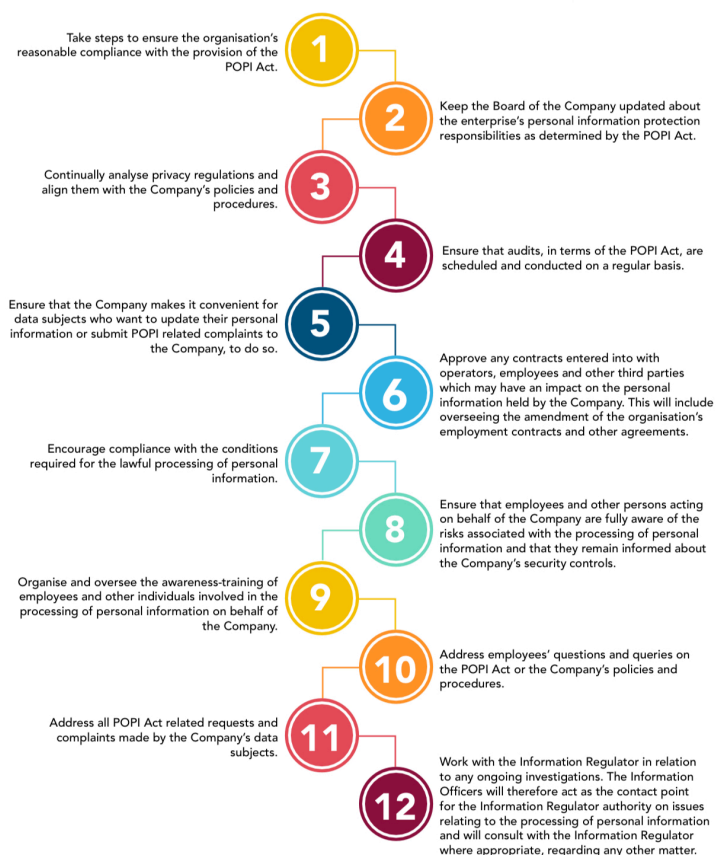 Take steps to ensure the organisation's
reasonable compliance with the provision of the
POPI Act.
1
2
Keep the Board of the Company updated about
the enterprise's personal information protection
responsibilities as determined by the POPI Act.
Continually analyse privacy regulations and
align them with the Company's policies and
procedures.
3
4
Ensure that audits, in terms of the POPI Act, are
scheduled and conducted on a regular basis.
Ensure that the Company makes it convenient for
data subjects who want to update their personal
information or submit POPI related complaints to
the Company, to do so.
5
6
Approve any contracts entered into with
operators, employees and other third parties
which may have an impact on the personal
information held by the Company. This will include
overseeing the amendment of the organisation's
employment contracts and other agreements.
Encourage compliance with the conditions
required for the lawful processing of personal
information.
7
8
Ensure that employees and other persons acting
on behalf of the Company are fully aware of the
risks associated with the processing of personal
information and that they remain informed about
the Company's security controls.
Organise and oversee the awareness-training of
employees and other individuals involved in the
processing of personal information on behalf of
the Company.
9
10
Address employees' questions and queries on
the POPI Act or the Company's policies and
procedures.
Address all POPI Act related requests and
complaints made by the Company's data
subjects.
11
12
Work with the Information Regulator in relation
to any ongoing investigations. The Information
Officers will therefore act as the contact point
for the Information Regulator authority on issues
relating to the processing of personal information
and will consult with the Information Regulator
where appropriate, regarding any other matter.